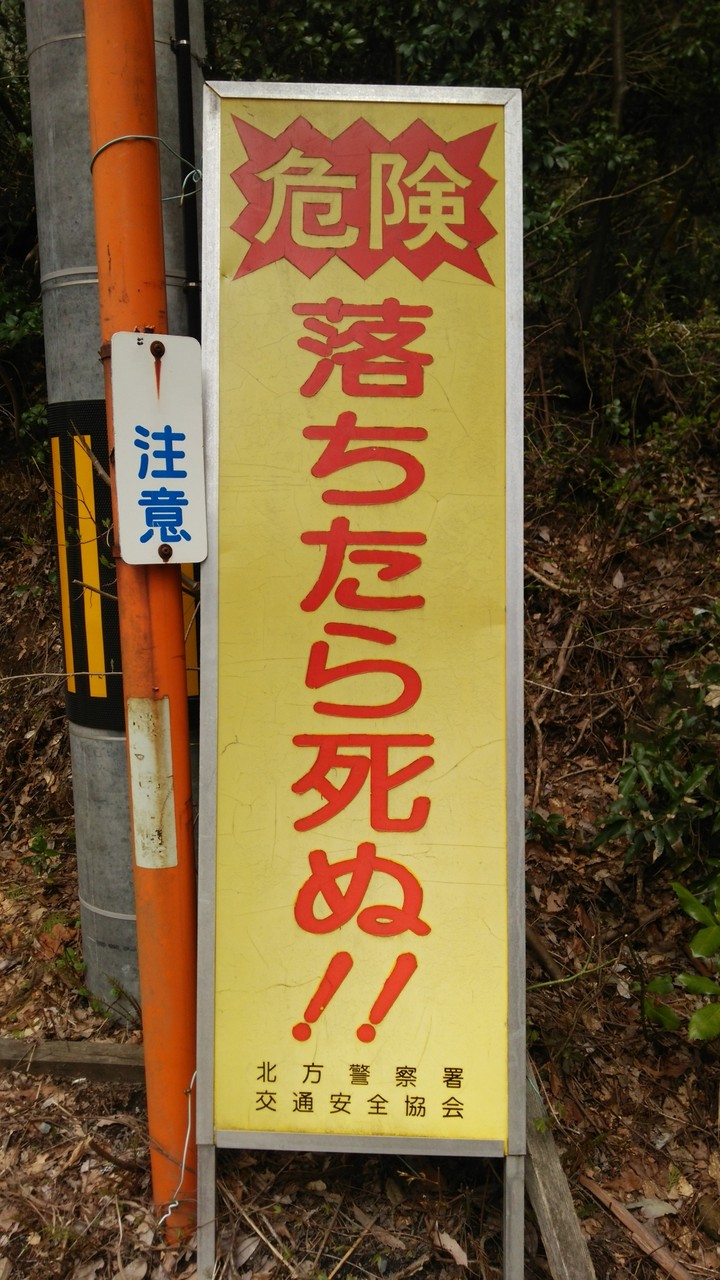 危険
落ちたら死ぬ!!
北方警察署
交通安全協会
注意